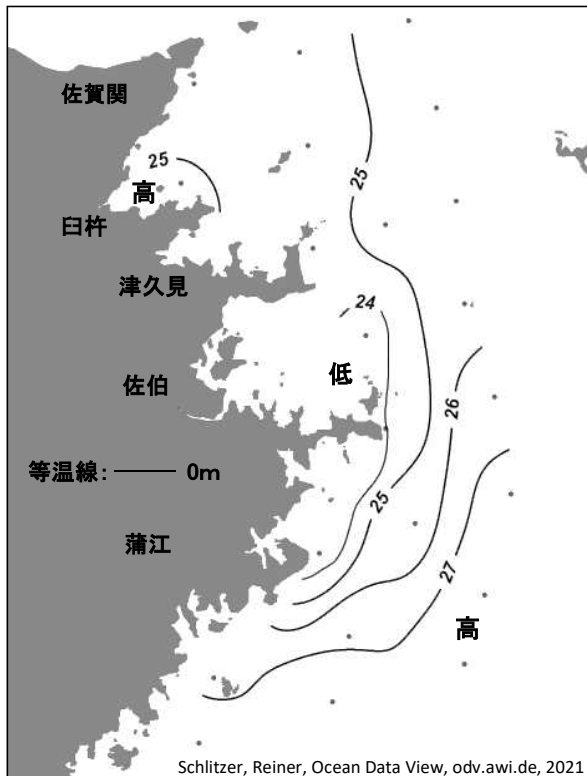 佐賀関
25
高
25
臼杵
津久見
24
低
佐伯
26
等温線： 0m
25
蒲江
27
高
Schlitzer, Reiner, Ocean Data View, odv.awi.de, 2021